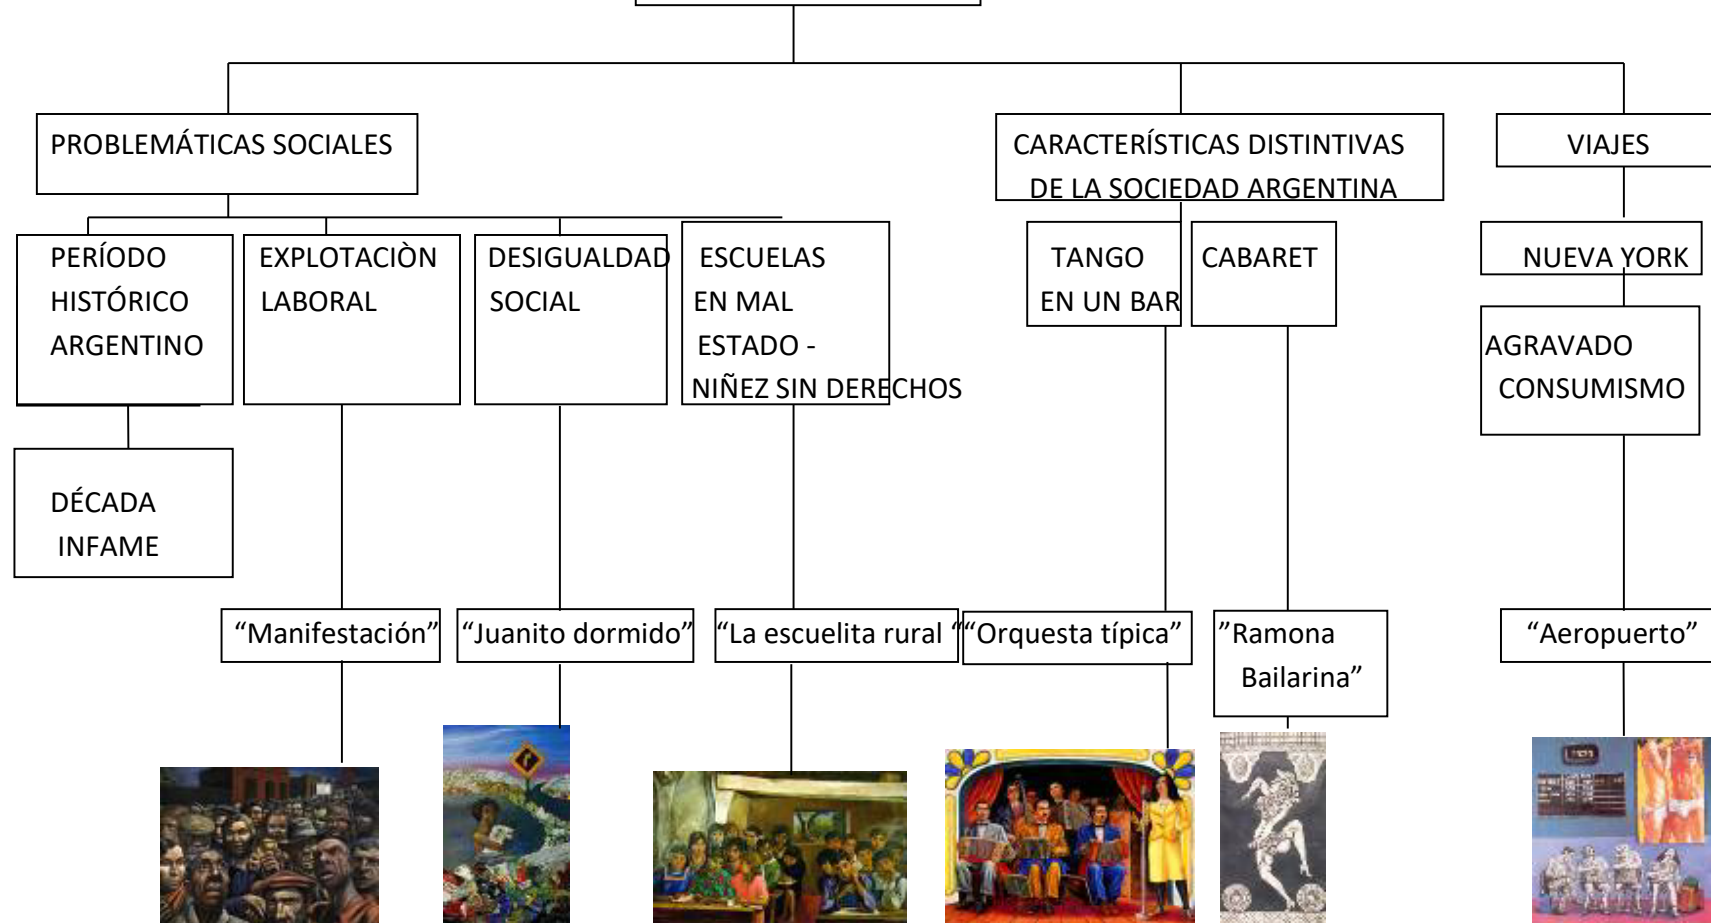 PROBLEMÁTICAS SOCIALES
CARACTERÍSTICAS DISTINTIVAS
DE LA SOCIEDAD ARGENTINA
VIAJES
PERÍODO
HISTÓRICO
ARGENTINO
EXPLOTACIÒN
LABORAL
DESIGUALDAD
SOCIAL
ESCUELAS
EN MAL
ESTADO -
NIÑEZ SIN DERECHOS
TANGO
EN UN BAR
CABARET
NUEVA YORK
AGRAVADO
CONSUMISMO
DÉCADA
INFAME
“Manifestación”
“Juanito dormido”
“La escuelita rural “
“Orquesta típica”
”Ramona
Bailarina”
“Aeropuerto”